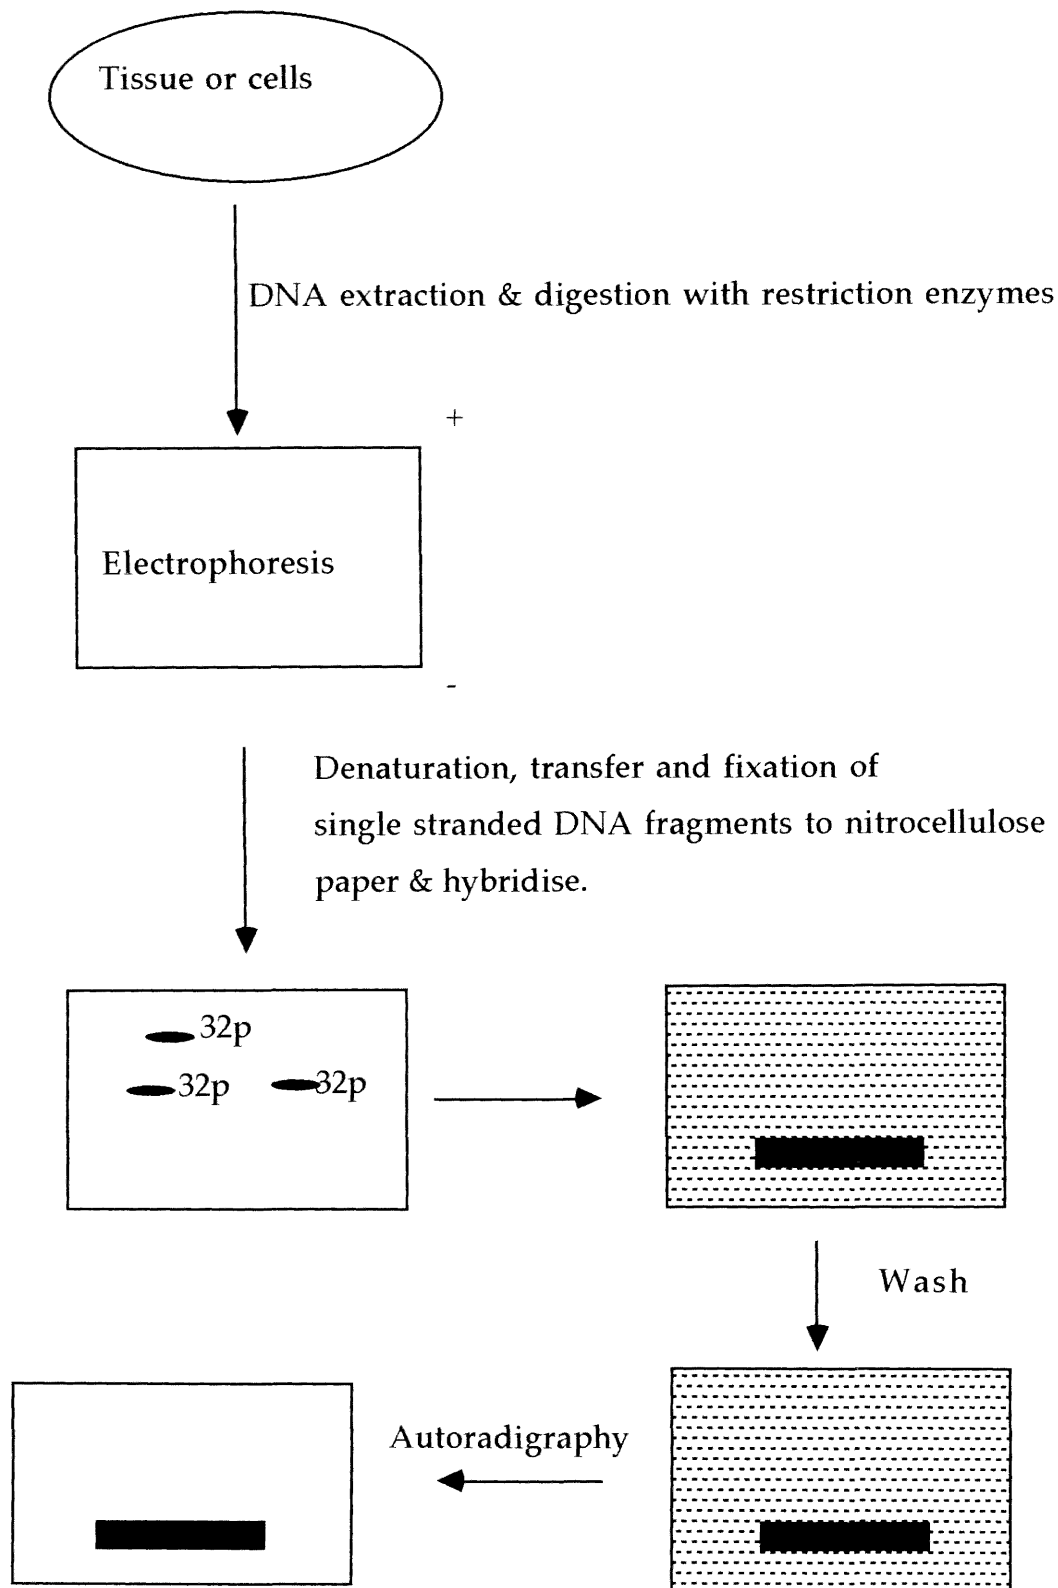 Tissue or cells
DNA extraction & digestion with restriction enzymes
+
Electrophoresis
-
Denaturation, transfer and fixation of
single stranded DNA fragments to nitrocellulose
paper & hybridise.
32p
32p
32p
Wash
Autoradigraphy